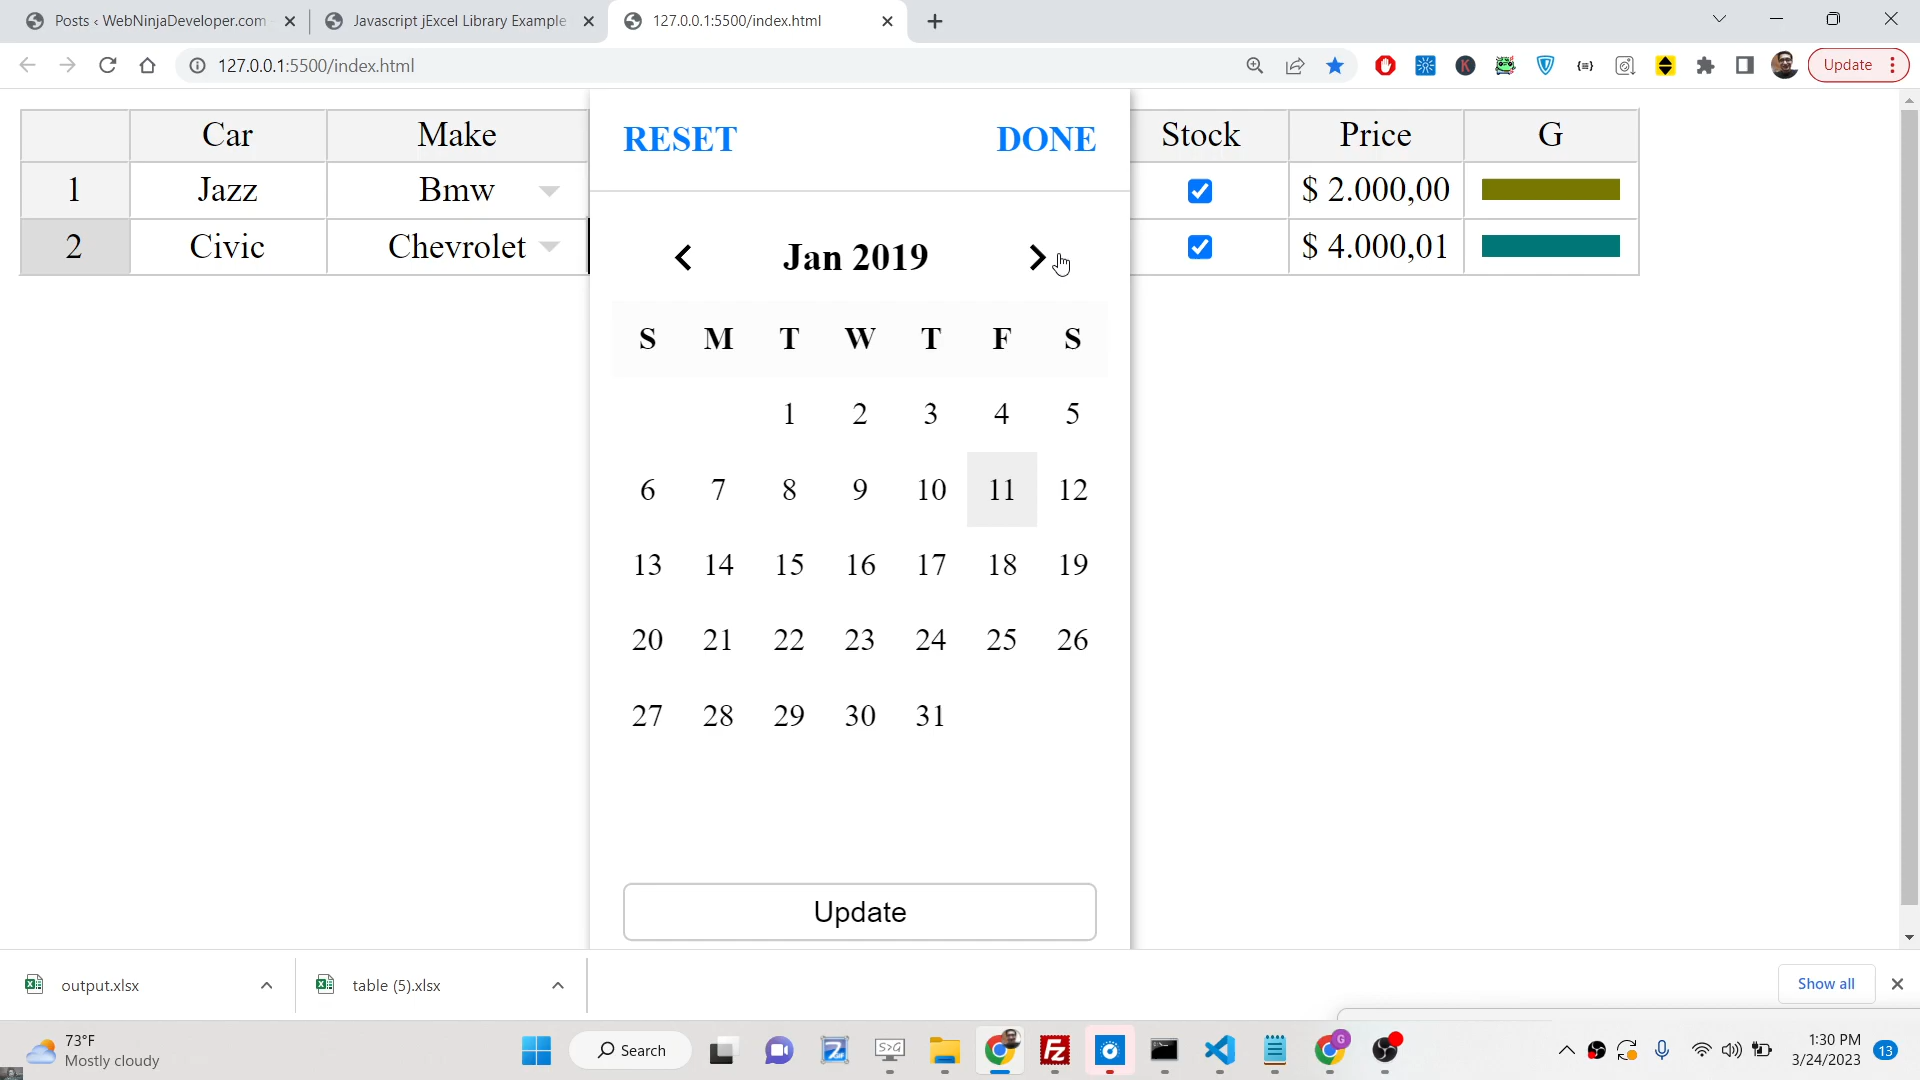 Posts ‹ WebNinjaDeveloper.com
Javascript jExcel Library Example
127.0.0.1:5500/index.html
127.0.0.1:5500/index.html
Update
Car Make Stock Price G
1 Jazz Bmw $ 2.000,00
2 Civic Chevrolet $ 4.000,01
RESET DONE
Jan 2019
S M T W T F S
1 2 3 4 5
6 7 8 9 10 11 12
13 14 15 16 17 18 19
20 21 22 23 24 25 26
27 28 29 30 31
Update
output.xlsx
table (5).xlsx
Show all
73°F
Mostly cloudy
Search
S>G
G
1:30 PM
3/24/2023
13